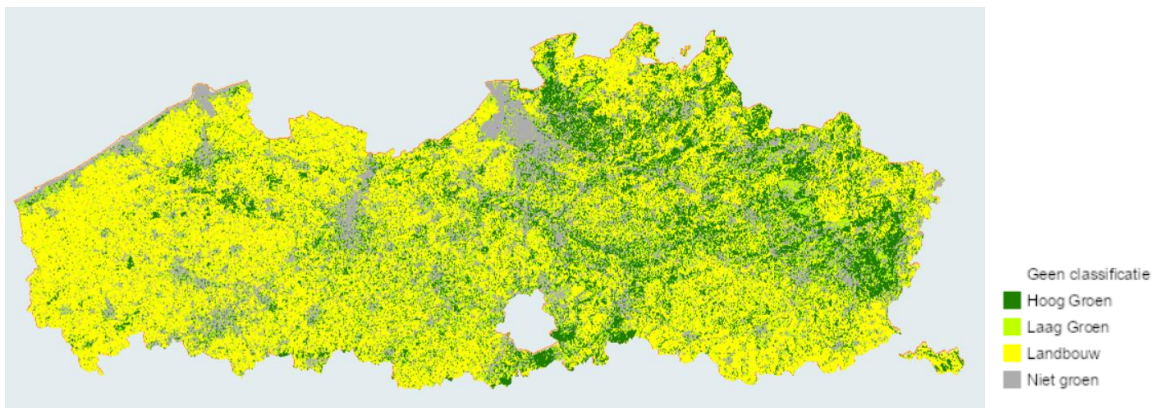 Geen classificatie
Hoog Groen
Laag Groen
Landbouw
Niet groen